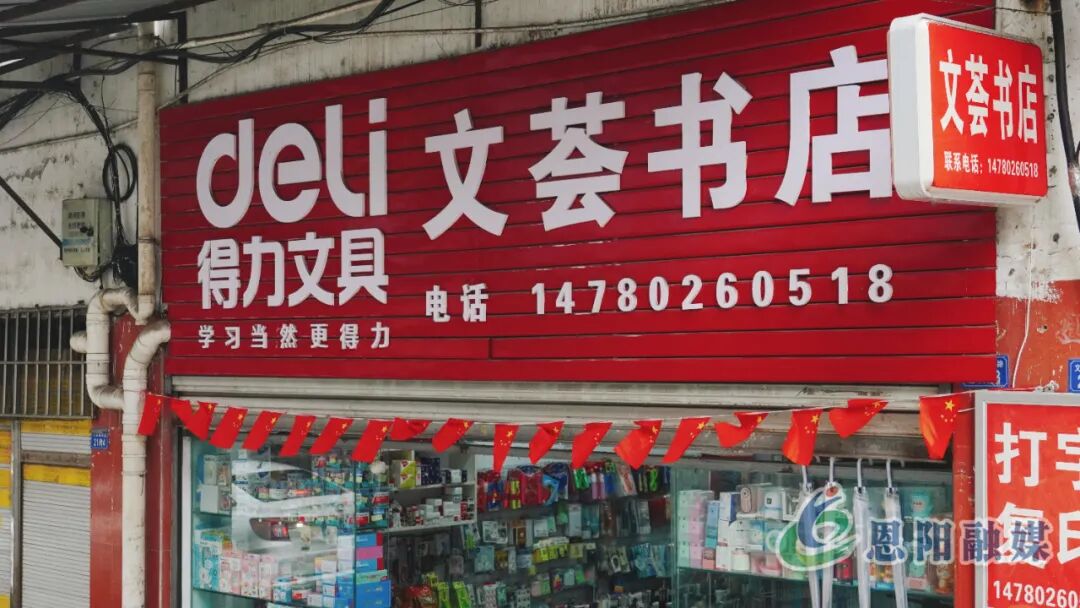 deli
得力文具
学习当然更得力
文荟书店
电话 14780260518
文荟书店
联系电话：14780260518
打字
复印
1478026
恩阳融媒